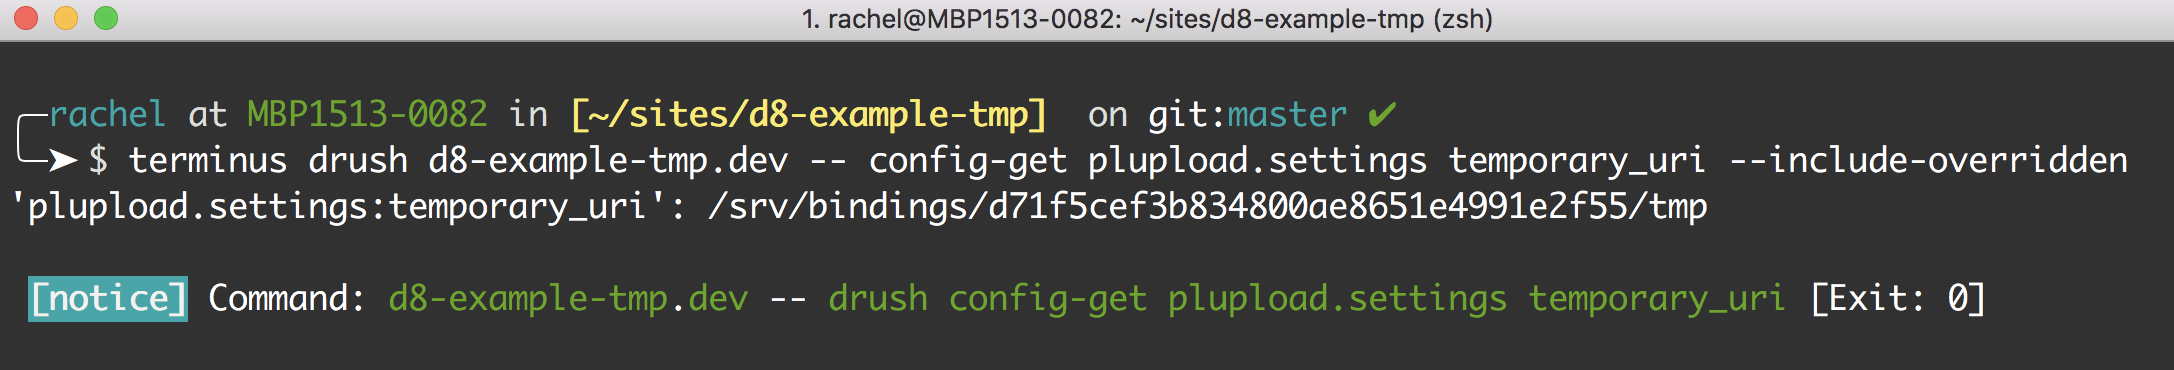 1. rachel@MBP1513-0082: ~/sites/d8-example-tmp (zsh)
rachel at MBP1513-0082 in [~/sites/d8-example-tmp] on git:master ✔
➤ $ terminus drush d8-example-tmp.dev -- config-get plupload.settings temporary_uri --include-overridden
'plupload.settings:temporary_uri': /srv/bindings/d71f5cef3b834800ae8651e4991e2f55/tmp
[notice] Command: d8-example-tmp.dev -- drush config-get plupload.settings temporary_uri [Exit: 0]